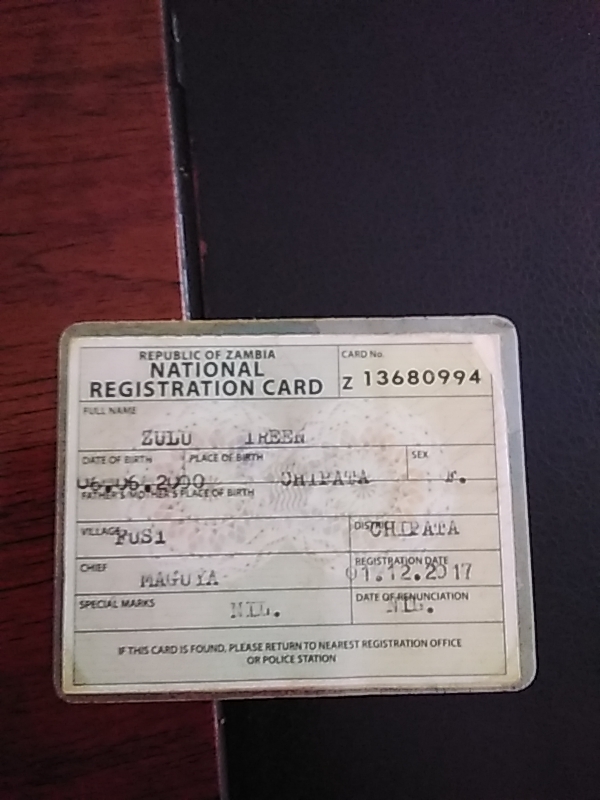 REPUBLIC OF ZAMBIA
NATIONAL
REGISTRATION CARD
CARD No.
Z 13680994
FULL NAME
ZULU IREEN
DATE OF BIRTH PLACE OF BIRTH SEX
06.06.2000 CHIPATA F.
FATHER'S/MOTHER'S PLACE OF BIRTH
VILLAGE FUSI DISTRICT CHIPATA
CHIEF MAGUYA REGISTRATION DATE
01.12.2017
SPECIAL MARKS NIL. DATE OF RENUNCIATION
NIL.
IF THIS CARD IS FOUND, PLEASE RETURN TO NEAREST REGISTRATION OFFICE
OR POLICE STATION